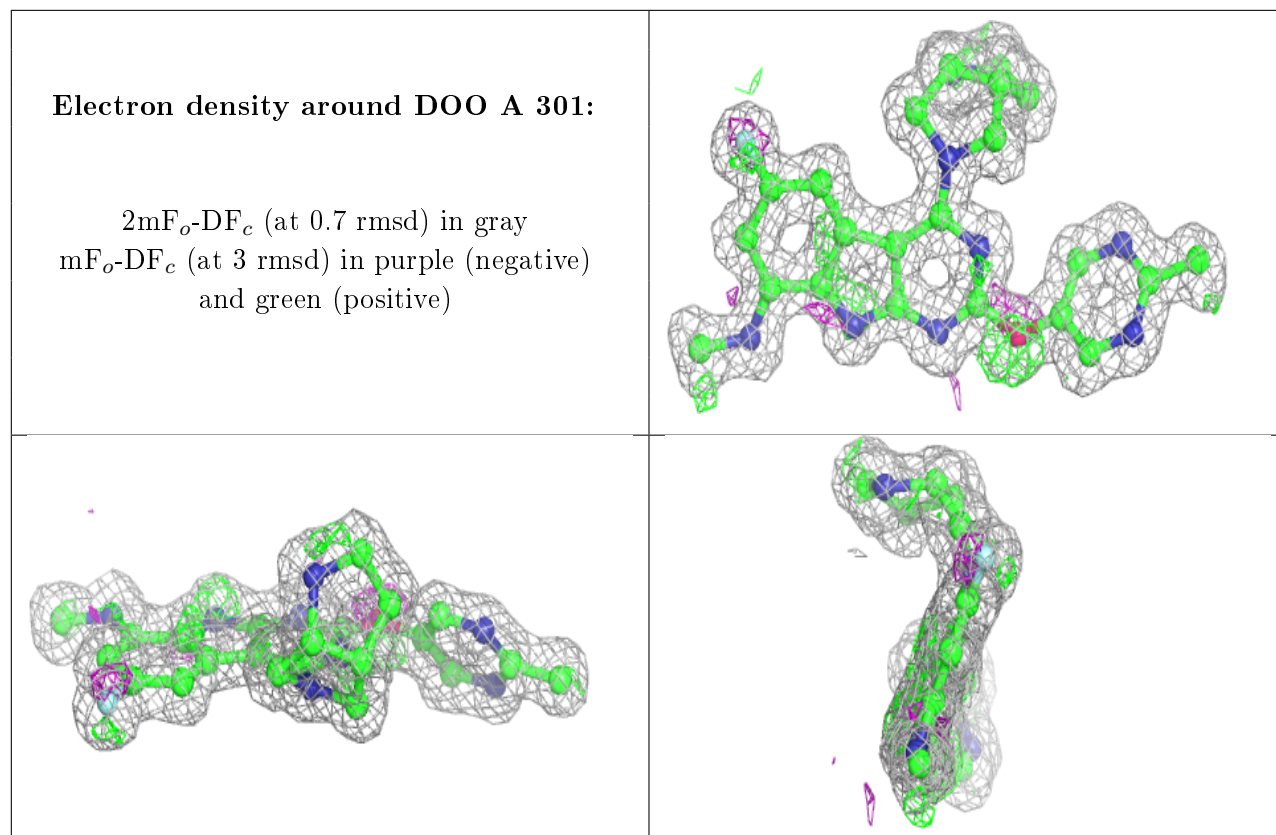 Electron density around DOO A 301:
2mFₒ-DF𝒸 (at 0.7 rmsd) in gray
mFₒ-DF𝒸 (at 3 rmsd) in purple (negative)
and green (positive)